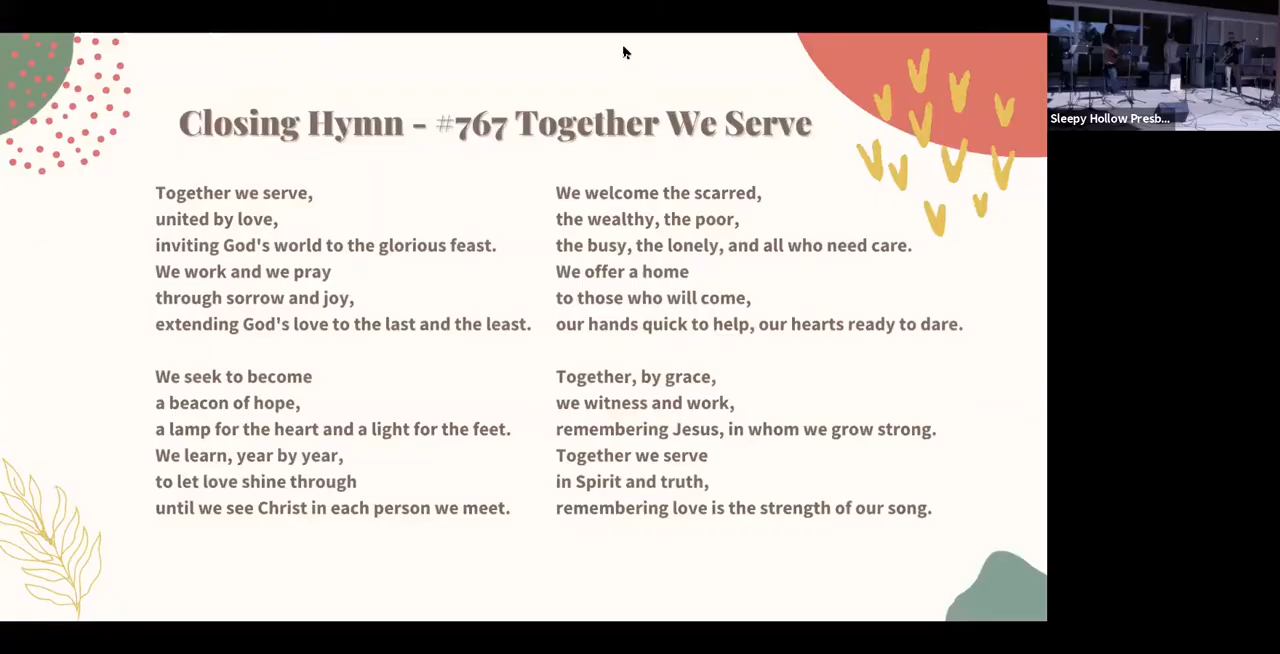 Closing Hymn - #767 Together We Serve
Together we serve,
united by love,
inviting God's world to the glorious feast.
We work and we pray
through sorrow and joy,
extending God's love to the last and the least.
We seek to become
a beacon of hope,
a lamp for the heart and a light for the feet.
We learn, year by year,
to let love shine through
until we see Christ in each person we meet.
We welcome the scarred,
the wealthy, the poor,
the busy, the lonely, and all who need care.
We offer a home
to those who will come,
our hands quick to help, our hearts ready to dare.
Together, by grace,
we witness and work,
remembering Jesus, in whom we grow strong.
Together we serve
in Spirit and truth,
remembering love is the strength of our song.
Sleepy Hollow Presb...